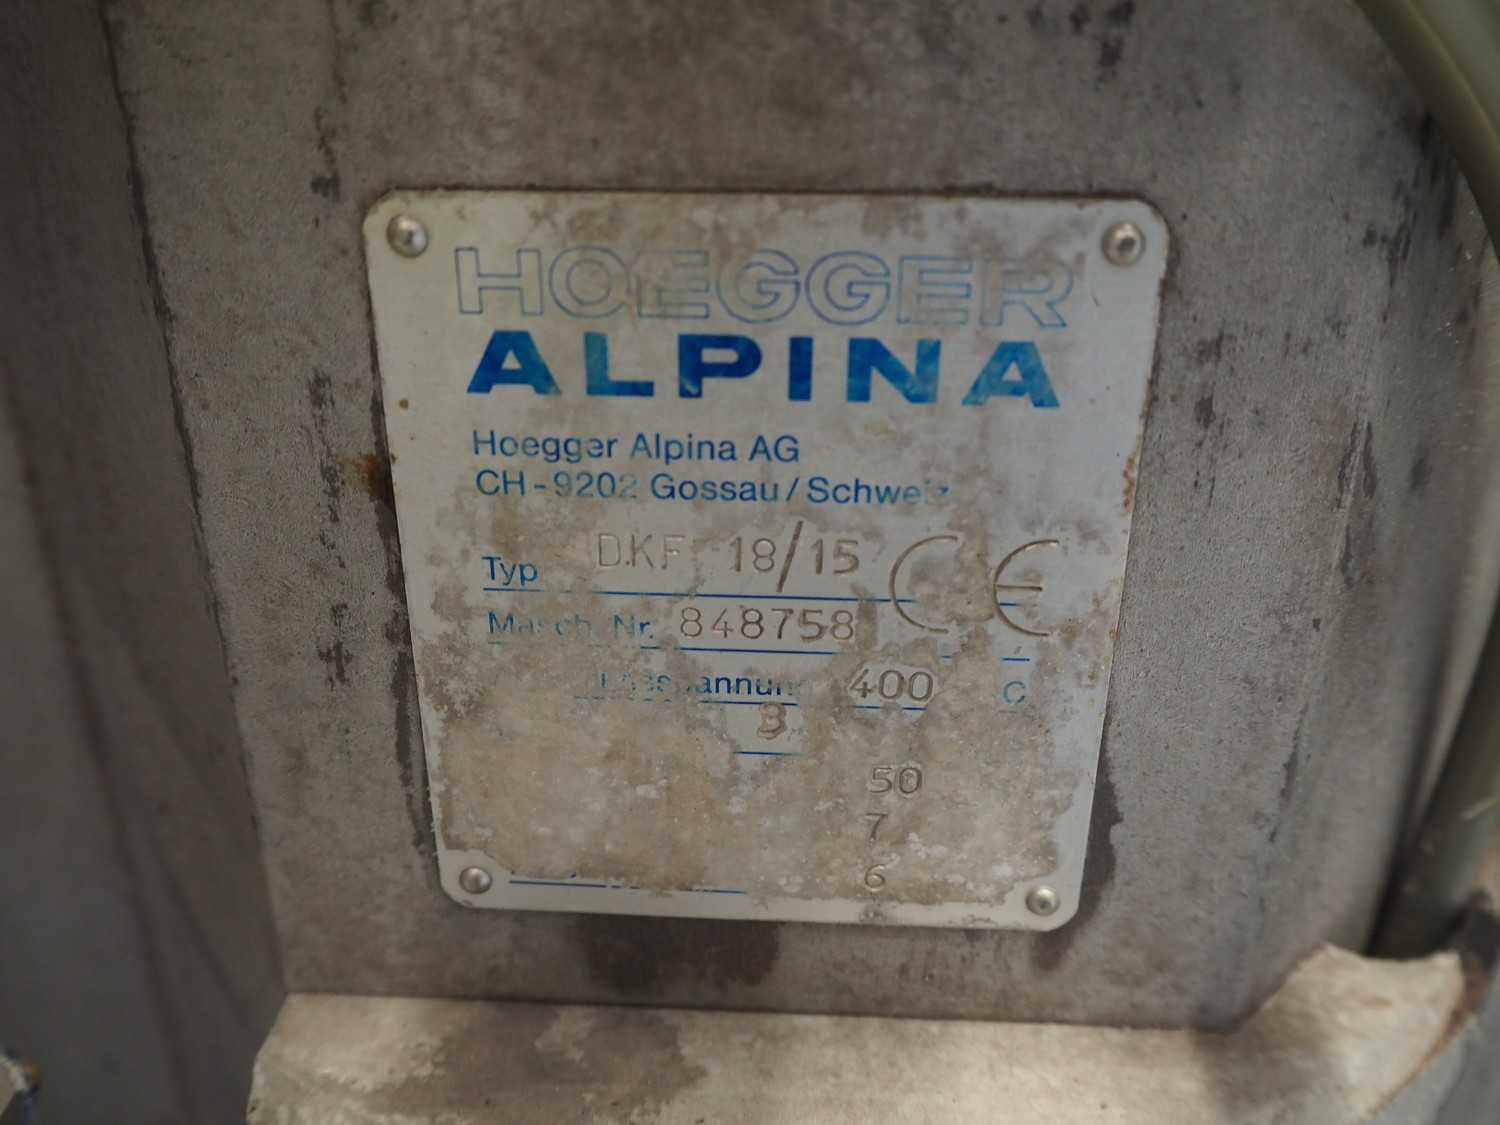 HOEGGER
ALPINA
Hoegger Alpina AG
CH-9202 Gossau/Schweiz
Typ DKF 18/15 CE
Masch. Nr. 848758
400
3
50
7
6